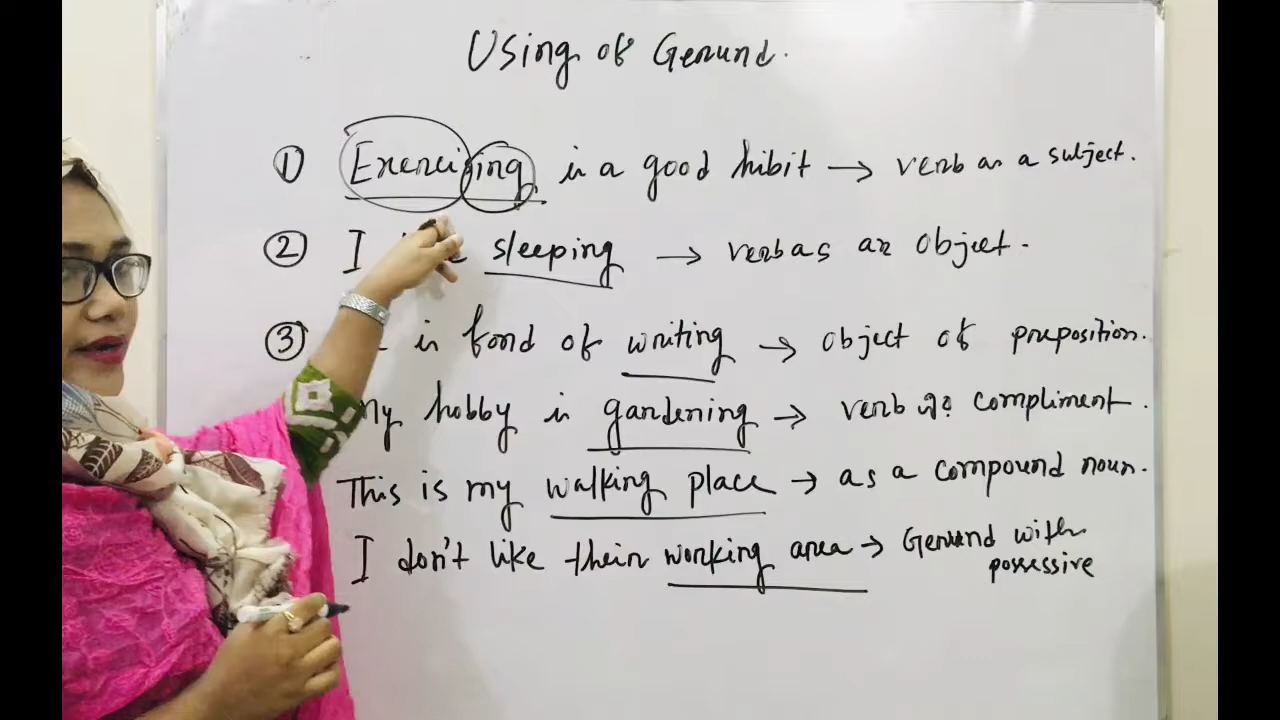 Using of Gerund.
① Exercising is a good hibit → verb as a subject.
② I sleeping → verb as an object.
③ is fond of writing → object of preposition.
my hobby is gardening → verb as compliment.
This is my walking place → as a compound noun.
I don't like their working area → Gerund with
possessive